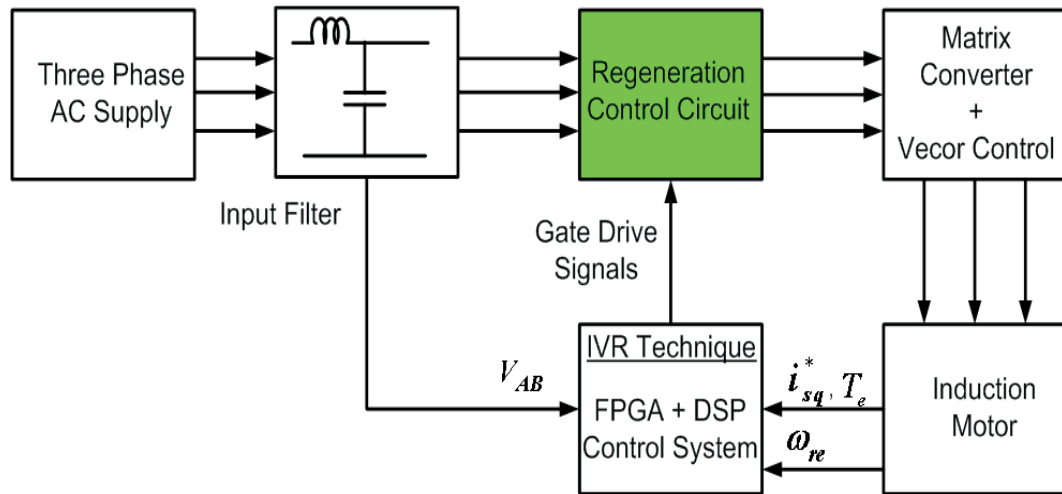 Three Phase
AC Supply
Input Filter
Regeneration
Control Circuit
Matrix
Converter
+
Vecor Control
Gate Drive
Signals
IVR Technique
FPGA + DSP
Control System
V_AB
i*_sq, T_e
ω_re
Induction
Motor